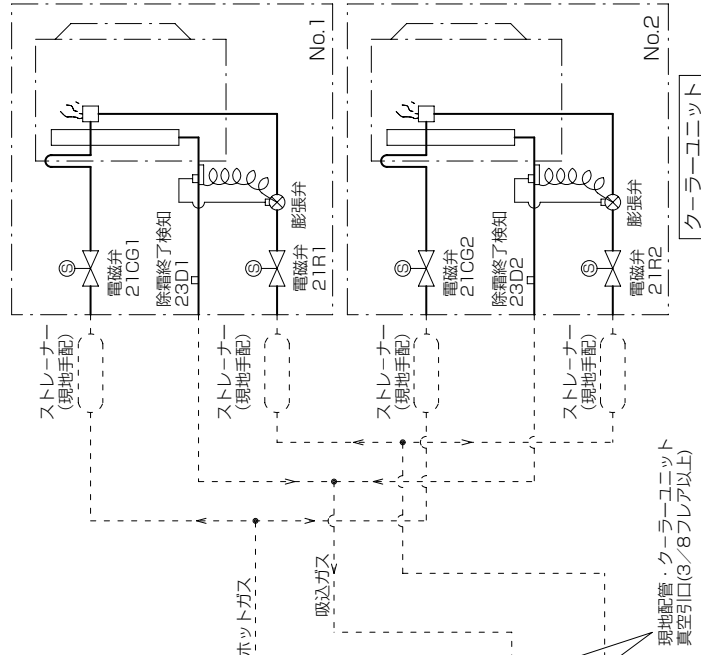 No.1
電磁弁
21CG1
除霜終了検知
23D1
膨張弁
電磁弁
21R1
No.2
電磁弁
21CG2
除霜終了検知
23D2
膨張弁
電磁弁
21R2
クーラーユニット
ストレーナー
(現地手配)
ストレーナー
(現地手配)
ストレーナー
(現地手配)
ストレーナー
(現地手配)
ホットガス
吸込ガス
現地配管・クーラーユニット
真空引口(3/8フレア以上)
S
S
S
S